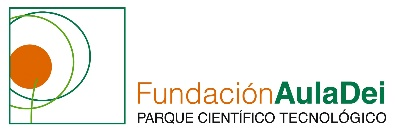 FundaciónAulaDei
PARQUE CIENTÍFICO TECNOLÓGICO